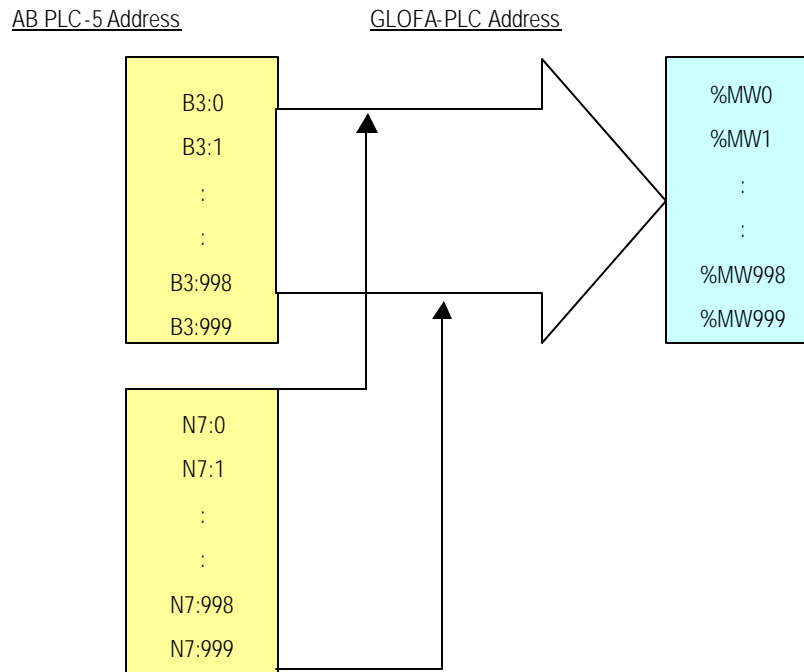 AB PLC-5 Address
GLOFA-PLC Address
B3:0
B3:1
:
:
B3:998
B3:999
%MW0
%MW1
:
:
%MW998
%MW999
N7:0
N7:1
:
:
N7:998
N7:999